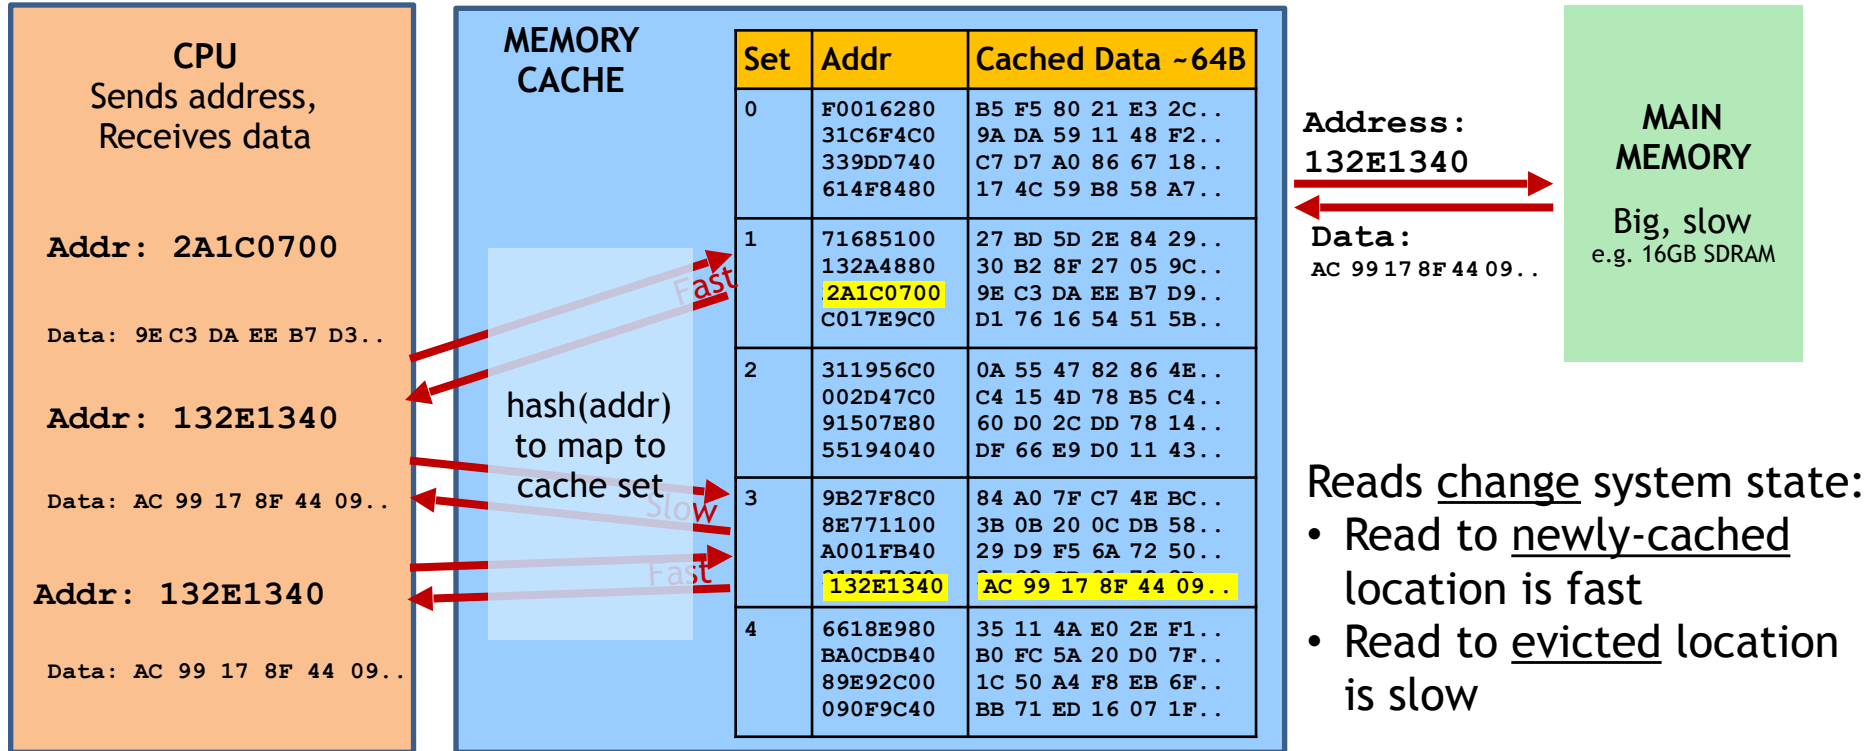 CPU
Sends address,
Receives data
Addr: 2A1C0700
Data: 9E C3 DA EE B7 D3..
Addr: 132E1340
Data: AC 99 17 8F 44 09..
Addr: 132E1340
Data: AC 99 17 8F 44 09..
MEMORY
CACHE
hash(addr)
to map to
cache set
Fast
Slow
Fast
Set Addr Cached Data ~64B
0 F0016280 B5 F5 80 21 E3 2C..
31C6F4C0 9A DA 59 11 48 F2..
339DD740 C7 D7 A0 86 67 18..
614F8480 17 4C 59 B8 58 A7..
1 71685100 27 BD 5D 2E 84 29..
132A4880 30 B2 8F 27 05 9C..
2A1C0700 9E C3 DA EE B7 D9..
C017E9C0 D1 76 16 54 51 5B..
2 311956C0 0A 55 47 82 86 4E..
002D47C0 C4 15 4D 78 B5 C4..
91507E80 60 D0 2C DD 78 14..
55194040 DF 66 E9 D0 11 43..
3 9B27F8C0 84 A0 7F C7 4E BC..
8E771100 3B 0B 20 0C DB 58..
A001FB40 29 D9 F5 6A 72 50..
132E1340 AC 99 17 8F 44 09..
4 6618E980 35 11 4A E0 2E F1..
BA0CDB40 B0 FC 5A 20 D0 7F..
89E92C00 1C 50 A4 F8 EB 6F..
090F9C40 BB 71 ED 16 07 1F..
Address:
132E1340
Data:
AC 99 17 8F 44 09..
MAIN
MEMORY
Big, slow
e.g. 16GB SDRAM
Reads change system state:
• Read to newly-cached
location is fast
• Read to evicted location
is slow